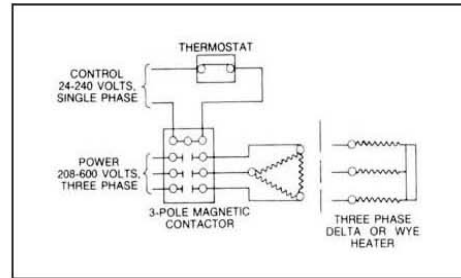 THERMOSTAT
CONTROL
24-240 VOLTS,
SINGLE PHASE
POWER
208-600 VOLTS,
THREE PHASE
3-POLE MAGNETIC
CONTACTOR
THREE PHASE
DELTA OR WYE
HEATER